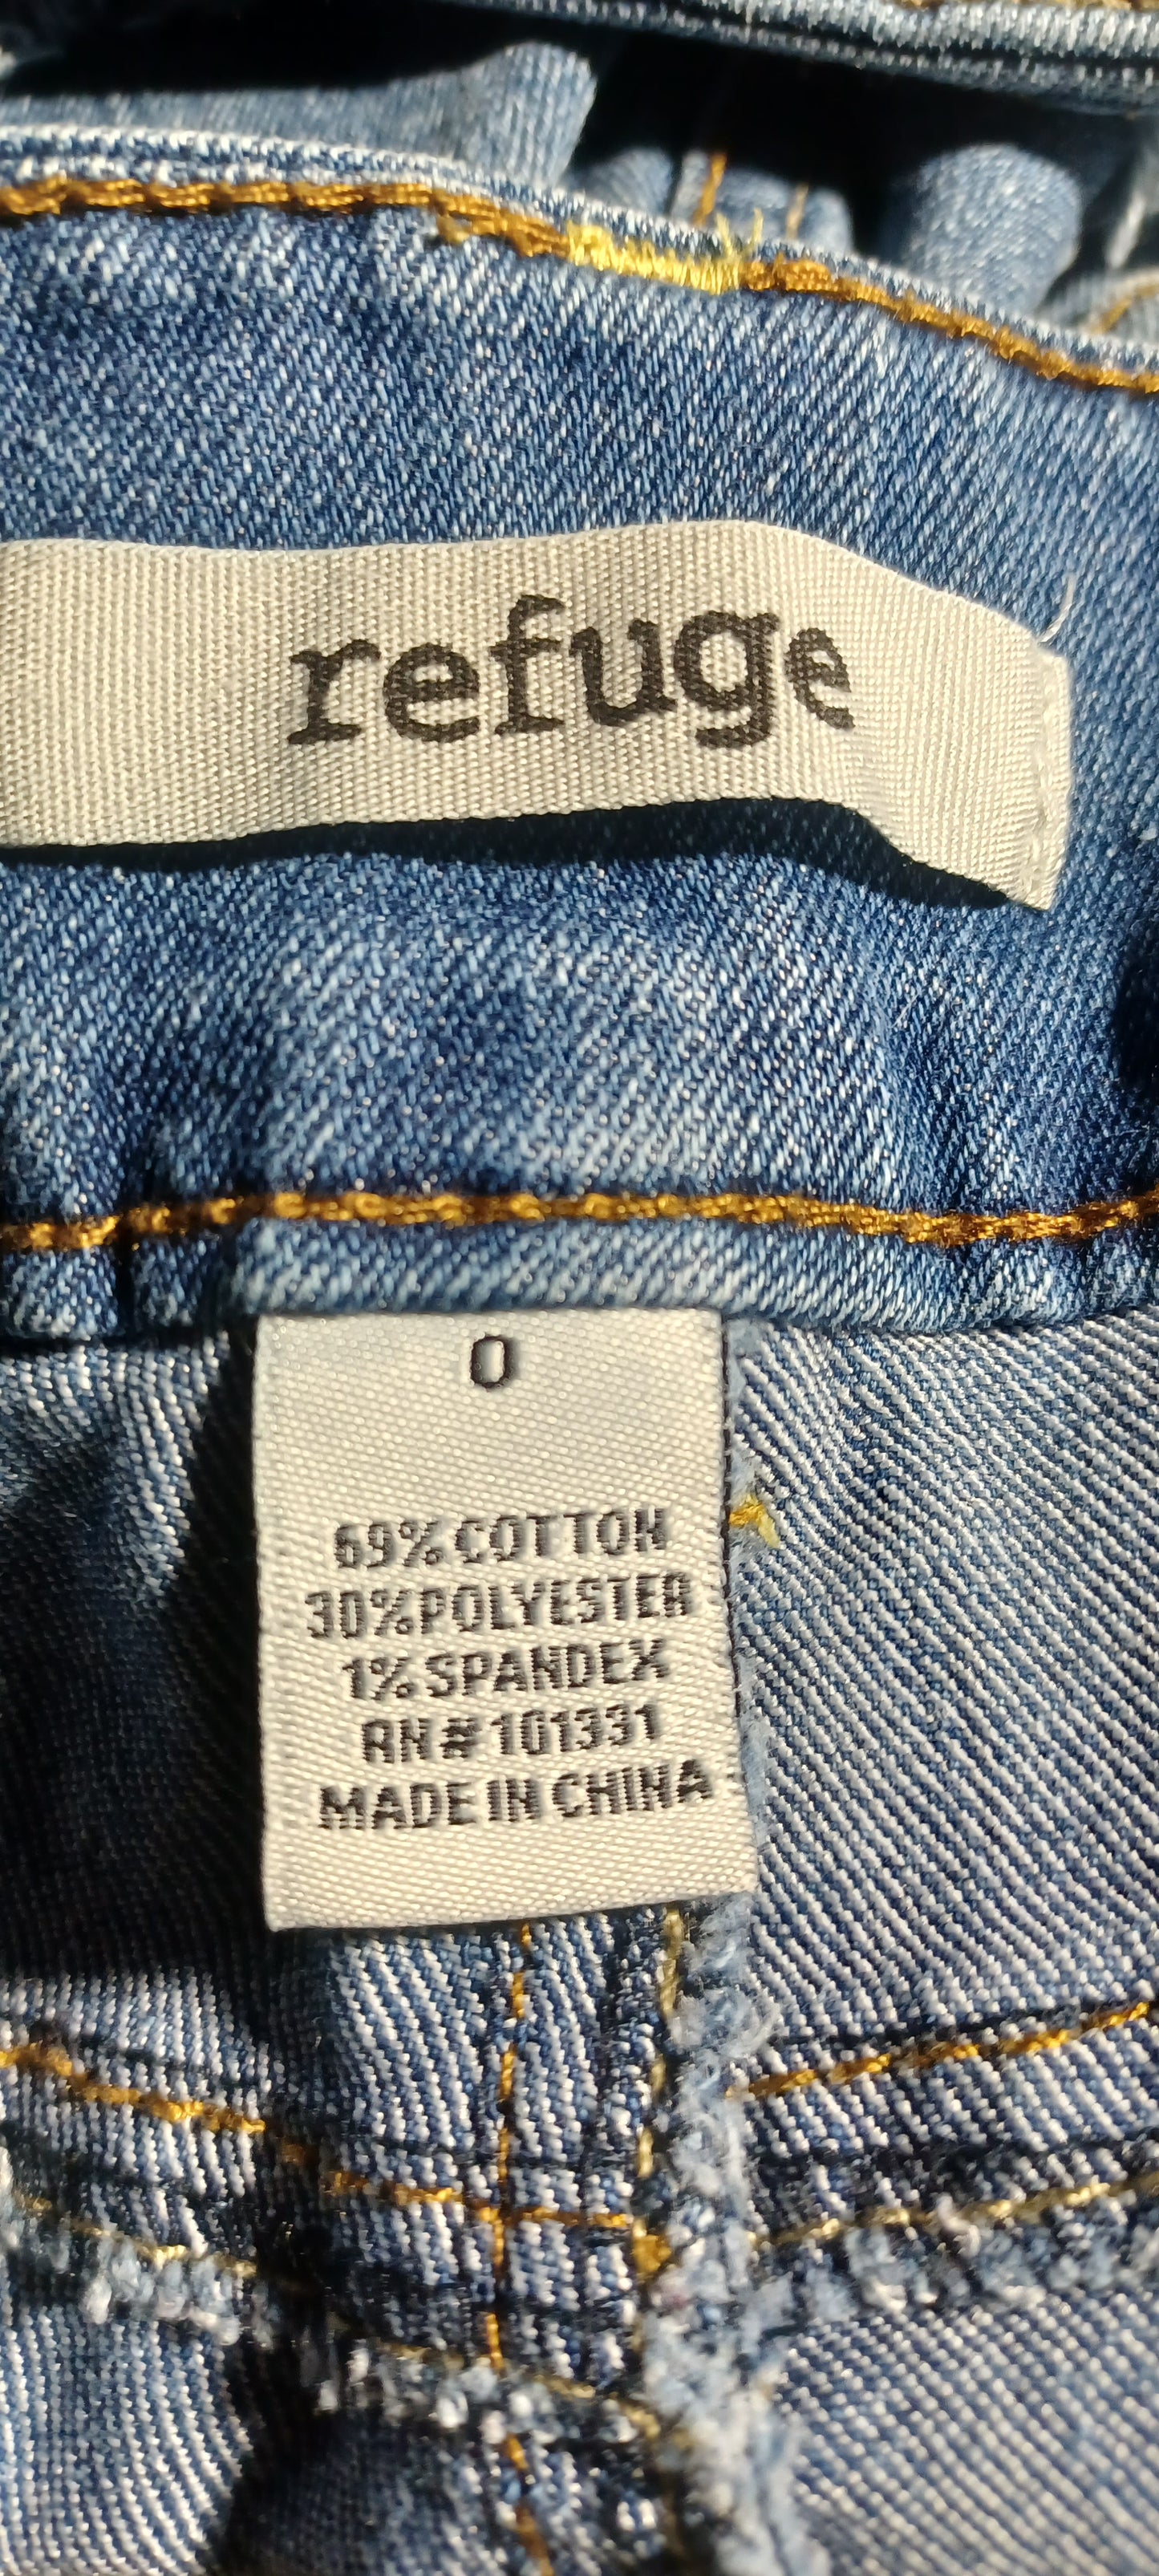 refuge
0
69% COTTON
30% POLYESTER
1% SPANDEX
RN#101331
MADE IN CHINA